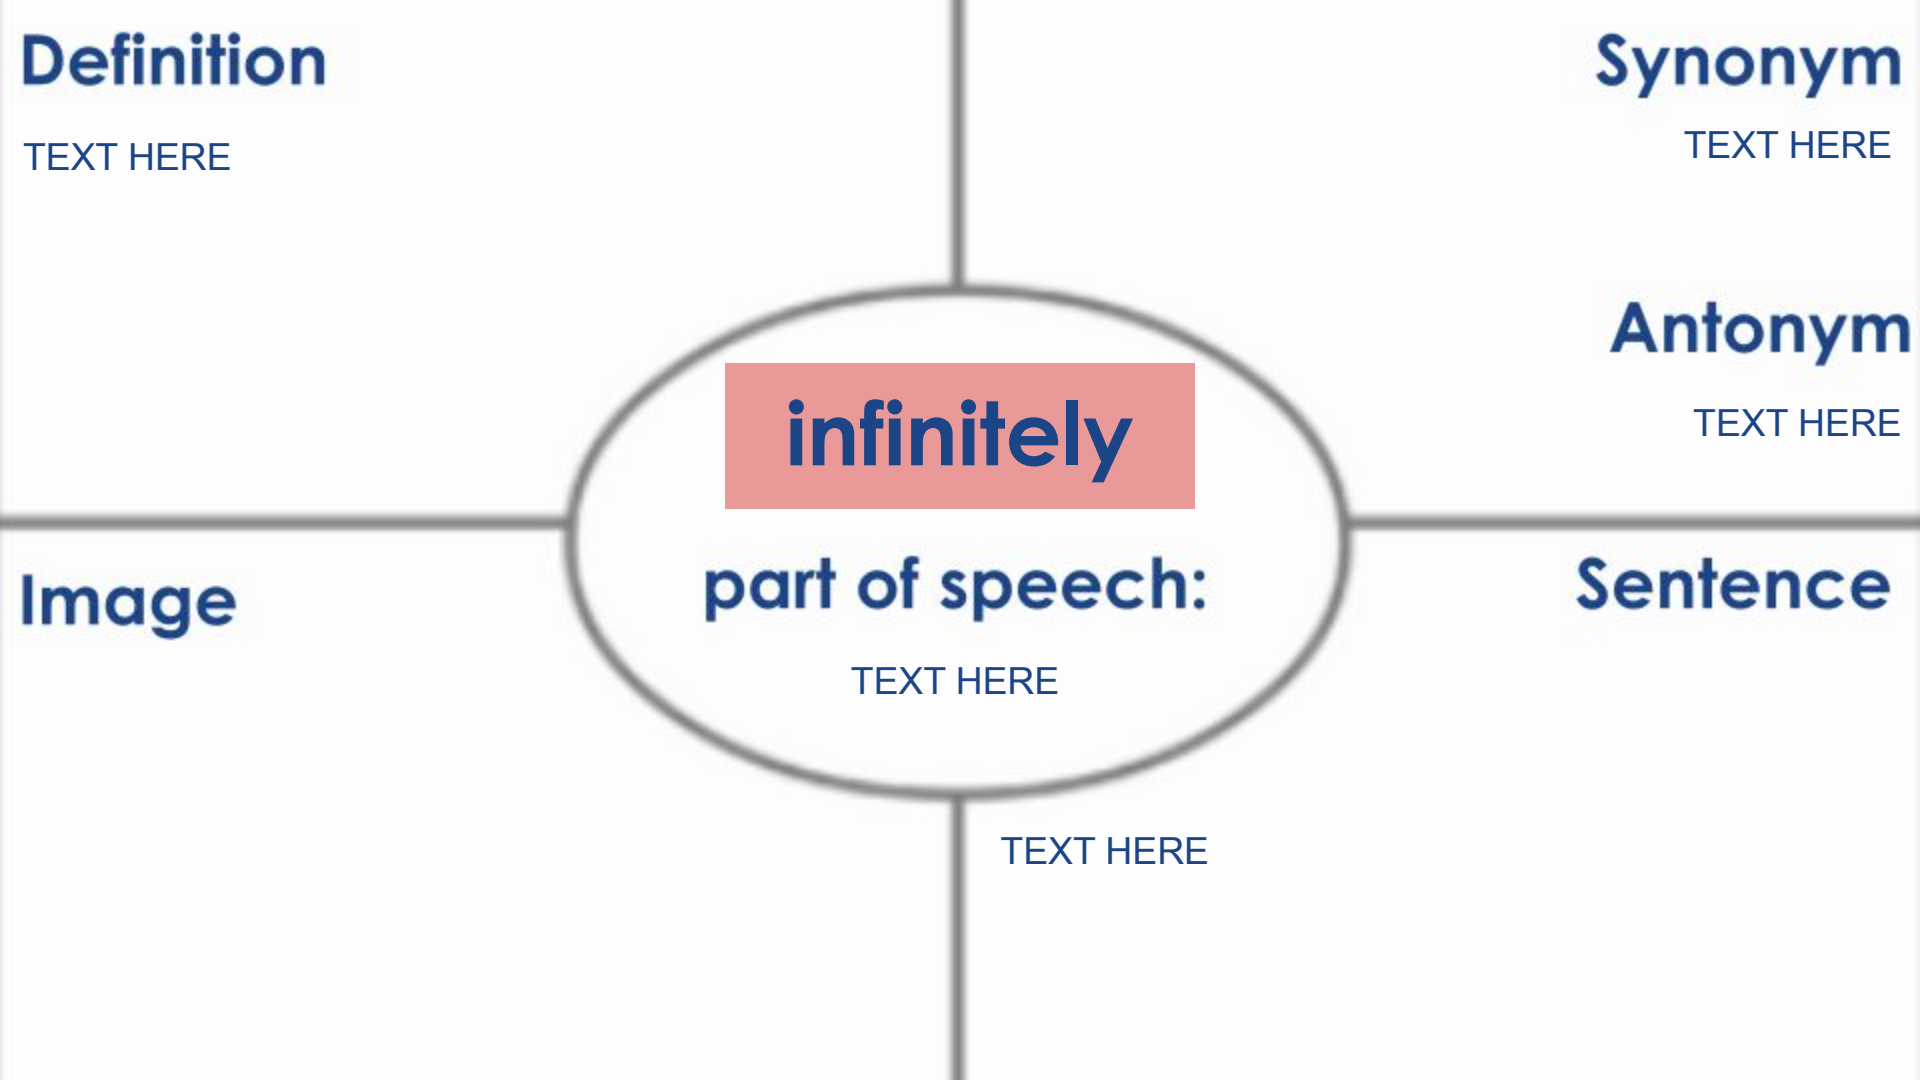 Definition
TEXT HERE
Synonym
TEXT HERE
Antonym
TEXT HERE
infinitely
part of speech:
TEXT HERE
Image
Sentence
TEXT HERE